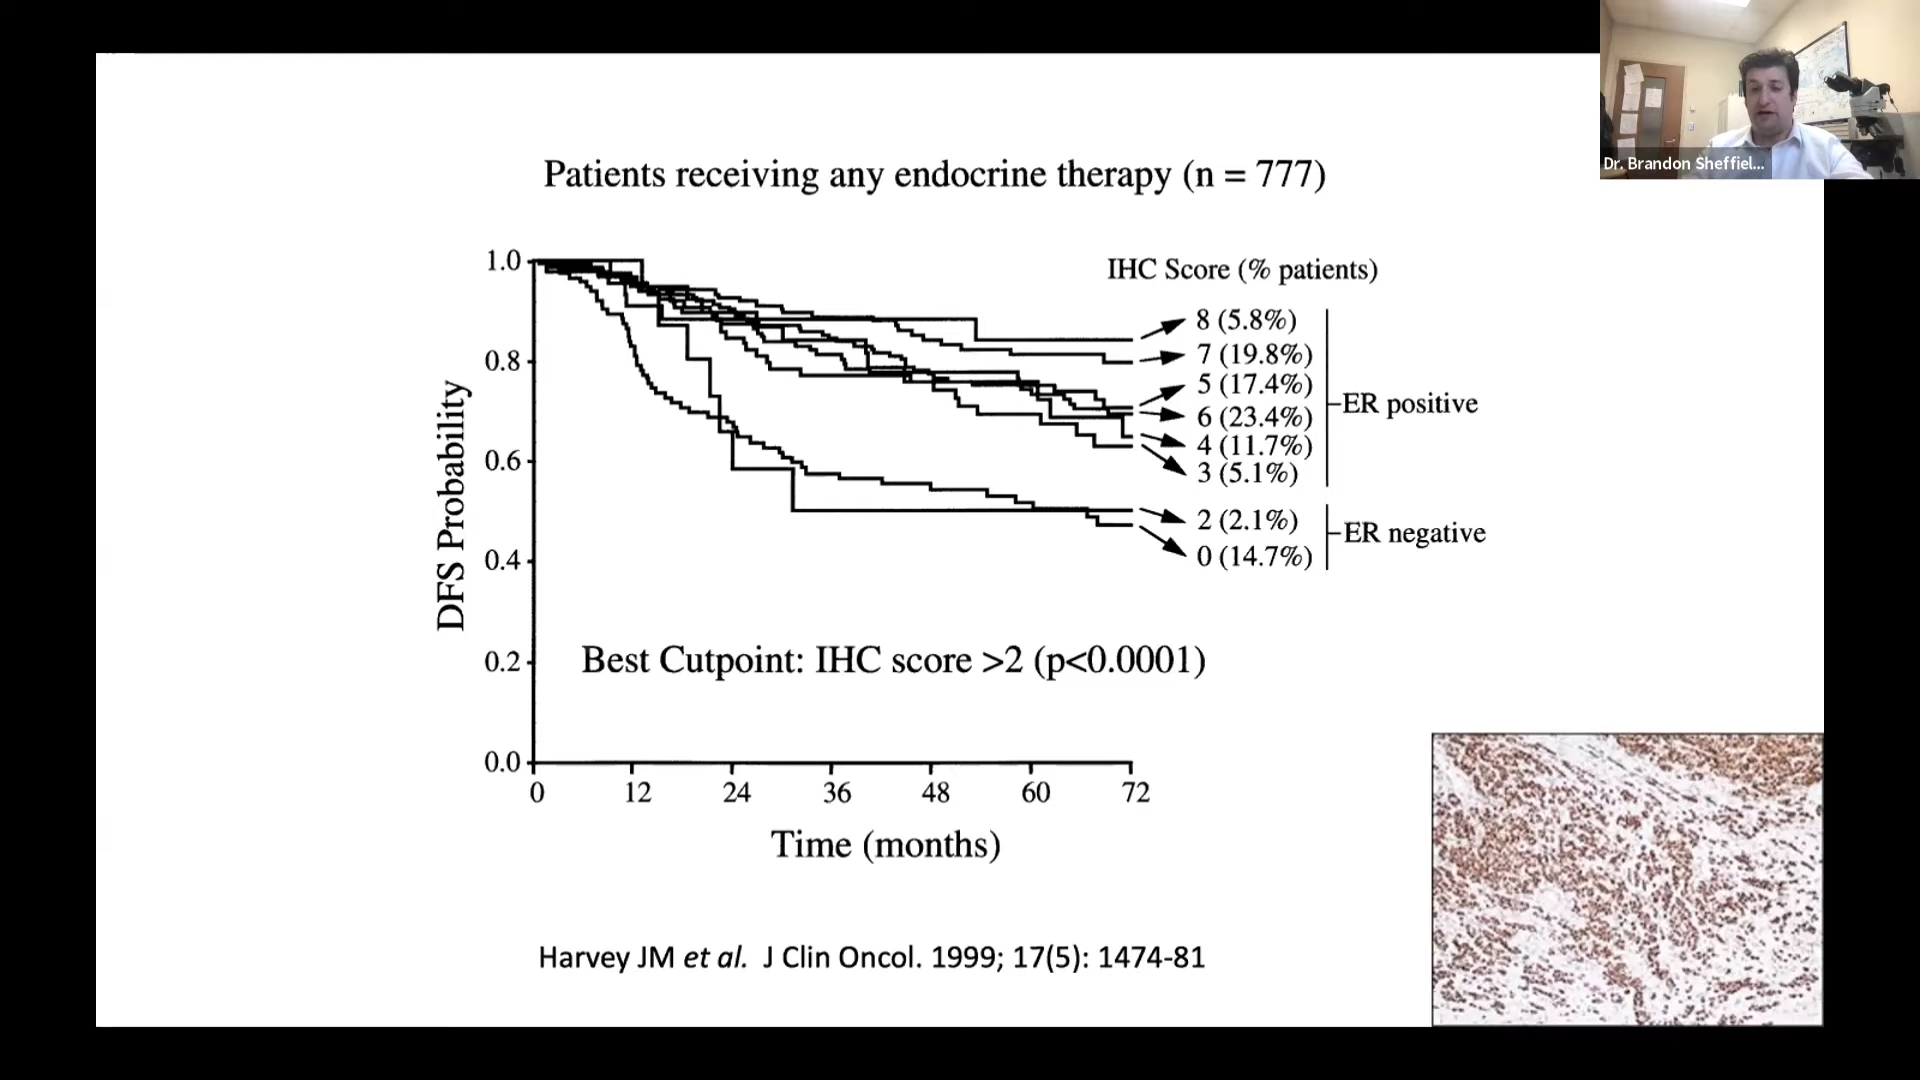 Dr. Brandon Sheffiel...
Patients receiving any endocrine therapy (n = 777)
IHC Score (% patients)
1.0
0.8
0.6
0.4
0.2
0.0
DFS Probability
8 (5.8%)
7 (19.8%)
5 (17.4%)
6 (23.4%)
4 (11.7%)
3 (5.1%)
ER positive
2 (2.1%)
0 (14.7%)
ER negative
Best Cutpoint: IHC score >2 (p<0.0001)
0 12 24 36 48 60 72
Time (months)
Harvey JM et al. J Clin Oncol. 1999; 17(5): 1474-81